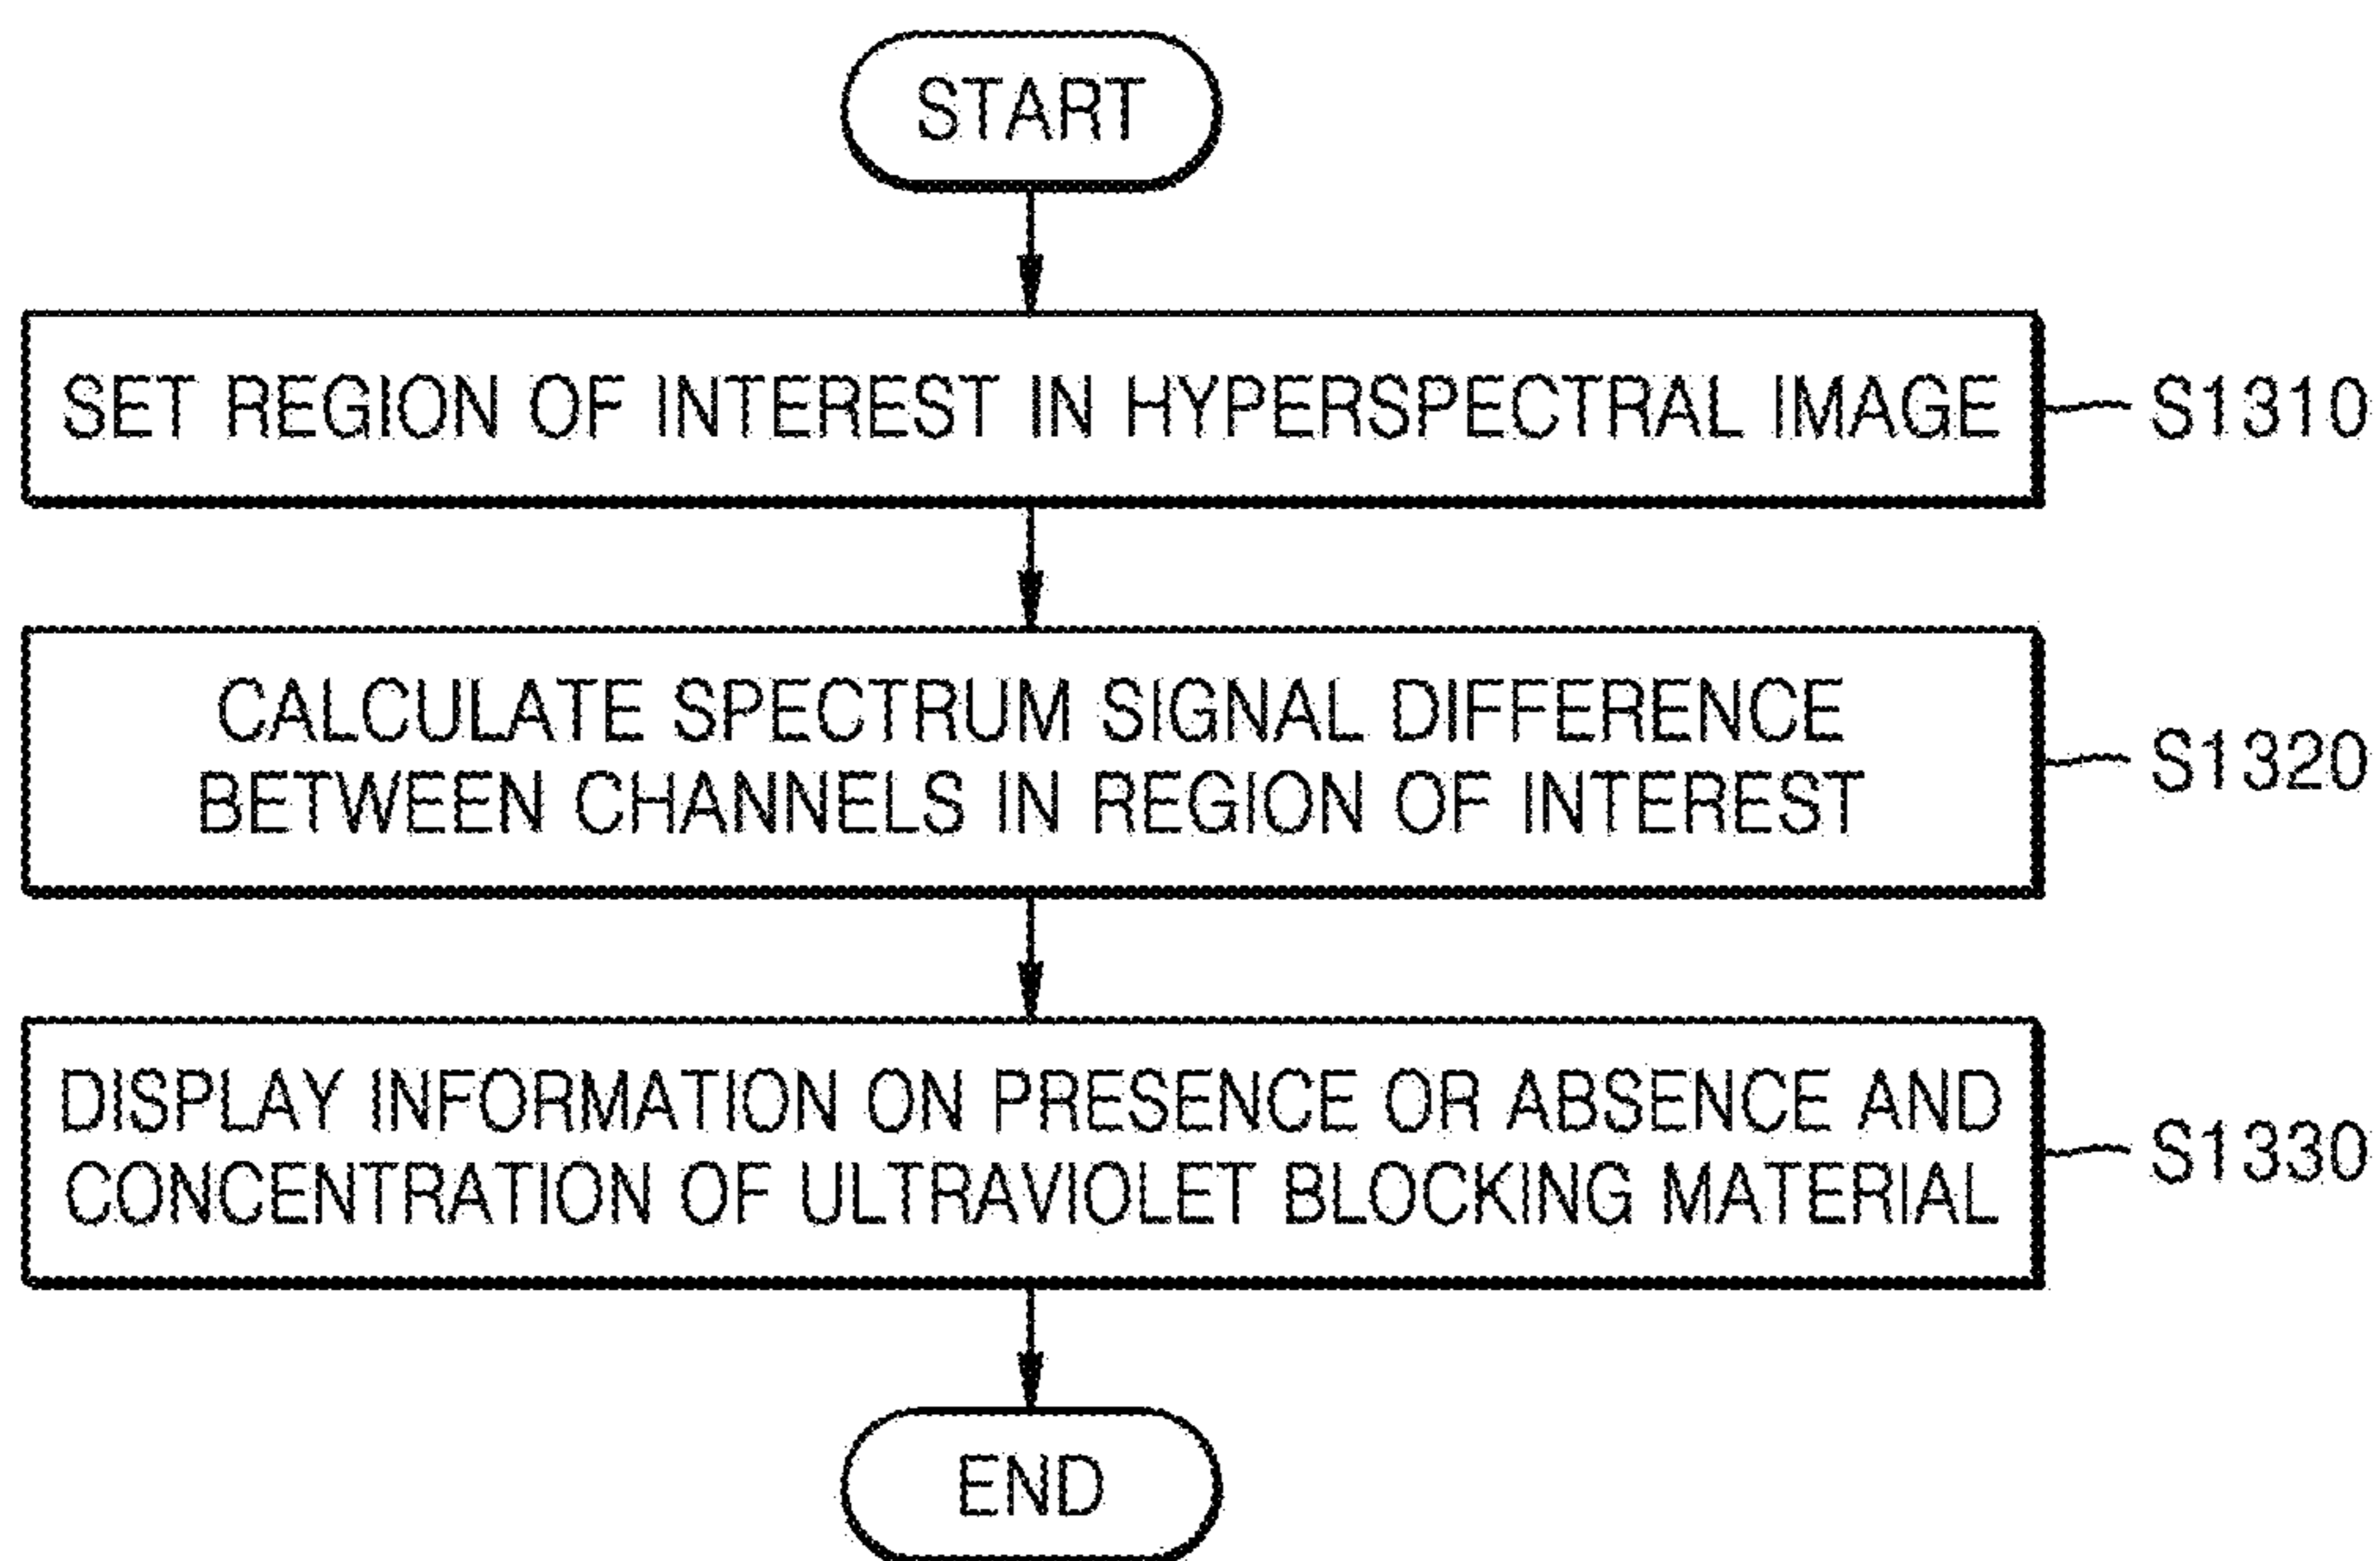 START
SET REGION OF INTEREST IN HYPERSPECTRAL IMAGE
S1310
CALCULATE SPECTRUM SIGNAL DIFFERENCE
BETWEEN CHANNELS IN REGION OF INTEREST
S1320
DISPLAY INFORMATION ON PRESENCE OR ABSENCE AND
CONCENTRATION OF ULTRAVIOLET BLOCKING MATERIAL
S1330
END